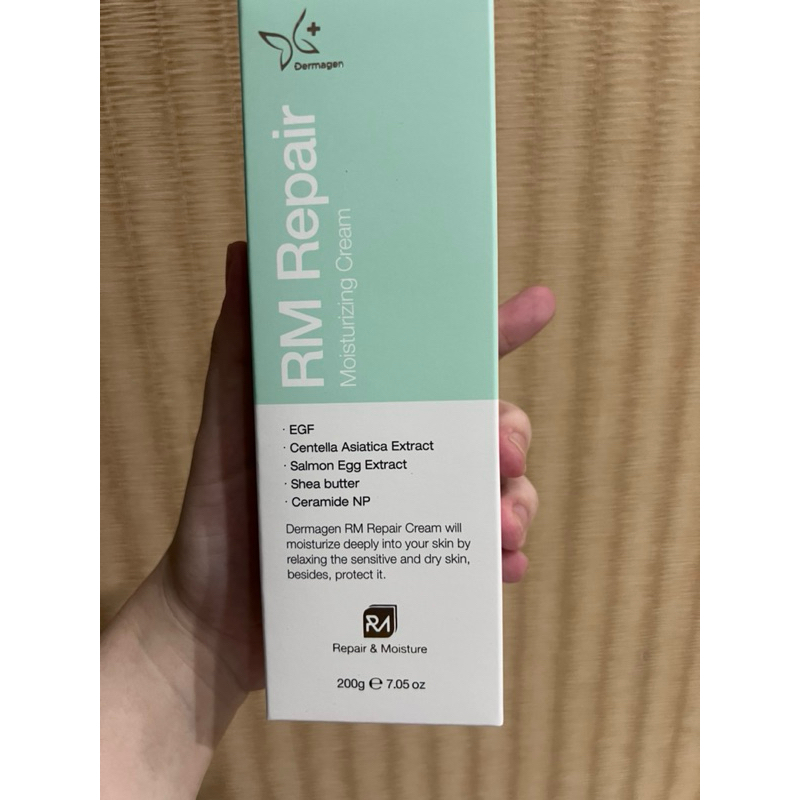 Dermagen
RM Repair
Moisturizing Cream
· EGF
· Centella Asiatica Extract
· Salmon Egg Extract
· Shea butter
· Ceramide NP
Dermagen RM Repair Cream will
moisturize deeply into your skin by
relaxing the sensitive and dry skin,
besides, protect it.
RM
Repair & Moisture
200g ℮ 7.05 oz